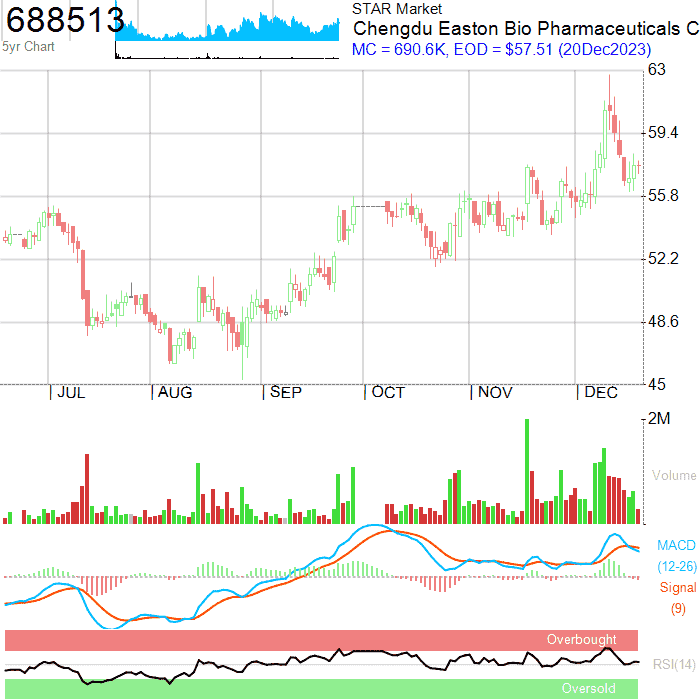 688513
5yr Chart
STAR Market
Chengdu Easton Bio Pharmaceuticals C
MC = 690.6K, EOD = $57.51 (20Dec2023)
63
59.4
55.8
52.2
48.6
45
JUL AUG SEP OCT NOV DEC
2M
Volume
MACD
(12-26)
Signal
(9)
Overbought
RSI(14)
Oversold